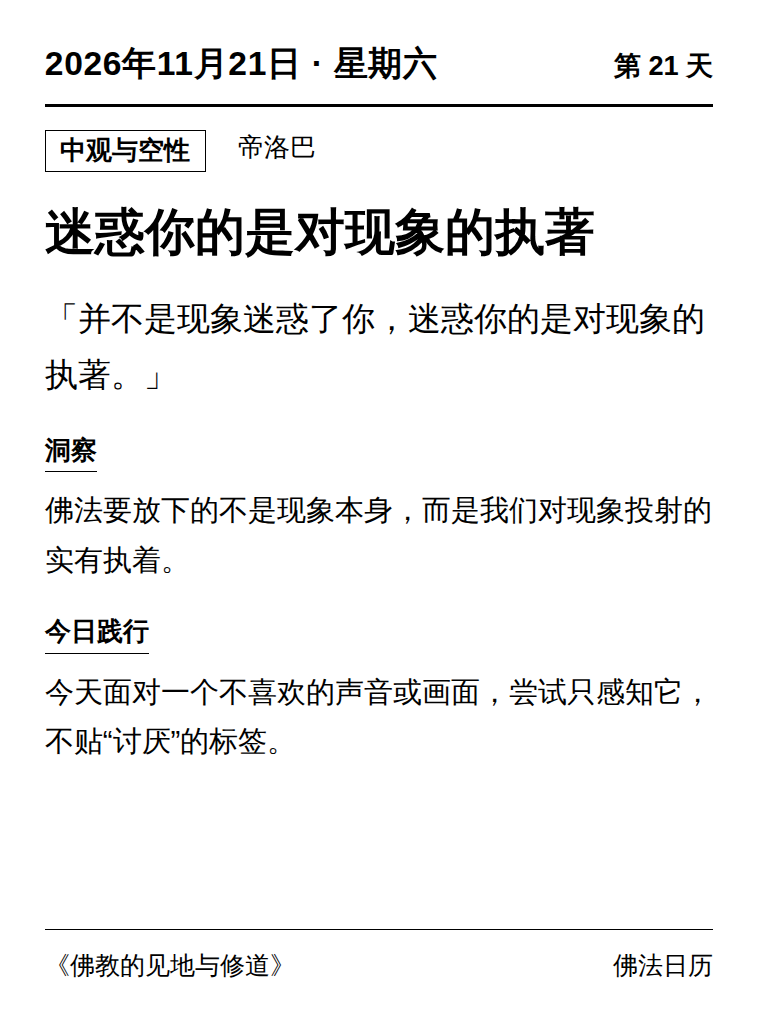 2026年11月21日 · 星期六
第 21 天
中观与空性
帝洛巴
迷惑你的是对现象的执著
「并不是现象迷惑了你，迷惑你的是对现象的
执著。」
洞察
佛法要放下的不是现象本身，而是我们对现象投射的
实有执着。
今日践行
今天面对一个不喜欢的声音或画面，尝试只感知它，
不贴“讨厌”的标签。
《佛教的见地与修道》
佛法日历